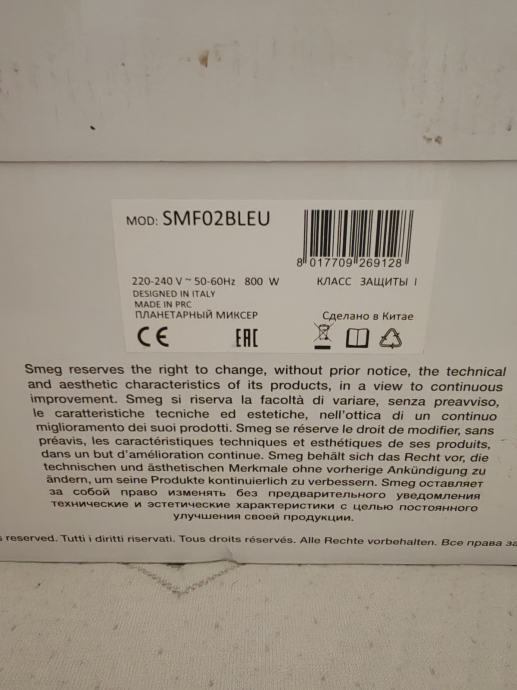 MOD: SMF02BLEU
8 017709 269128
220-240 V ~ 50-60Hz 800 W КЛАСС ЗАЩИТЫ I
DESIGNED IN ITALY
MADE IN PRC
ПЛАНЕТАРНЫЙ МИКСЕР Сделано в Китае
CE EAC
Smeg reserves the right to change, without prior notice, the technical
and aesthetic characteristics of its products, in a view to continuous
improvement. Smeg si riserva la facoltà di variare, senza preavviso,
le caratteristiche tecniche ed estetiche, nell'ottica di un continuo
miglioramento dei suoi prodotti. Smeg se réserve le droit de modifier, sans
préavis, les caractéristiques techniques et esthétiques de ses produits,
dans un but d'amélioration continue. Smeg behält sich das Recht vor, die
technischen und ästhetischen Merkmale ohne vorherige Ankündigung zu
ändern, um seine Produkte kontinuierlich zu verbessern. Smeg оставляет
за собой право изменять без предварительного уведомления
технические и эстетические характеристики с целью постоянного
улучшения своей продукции.
s reserved. Tutti i diritti riservati. Tous droits réservés. Alle Rechte vorbehalten. Все права за